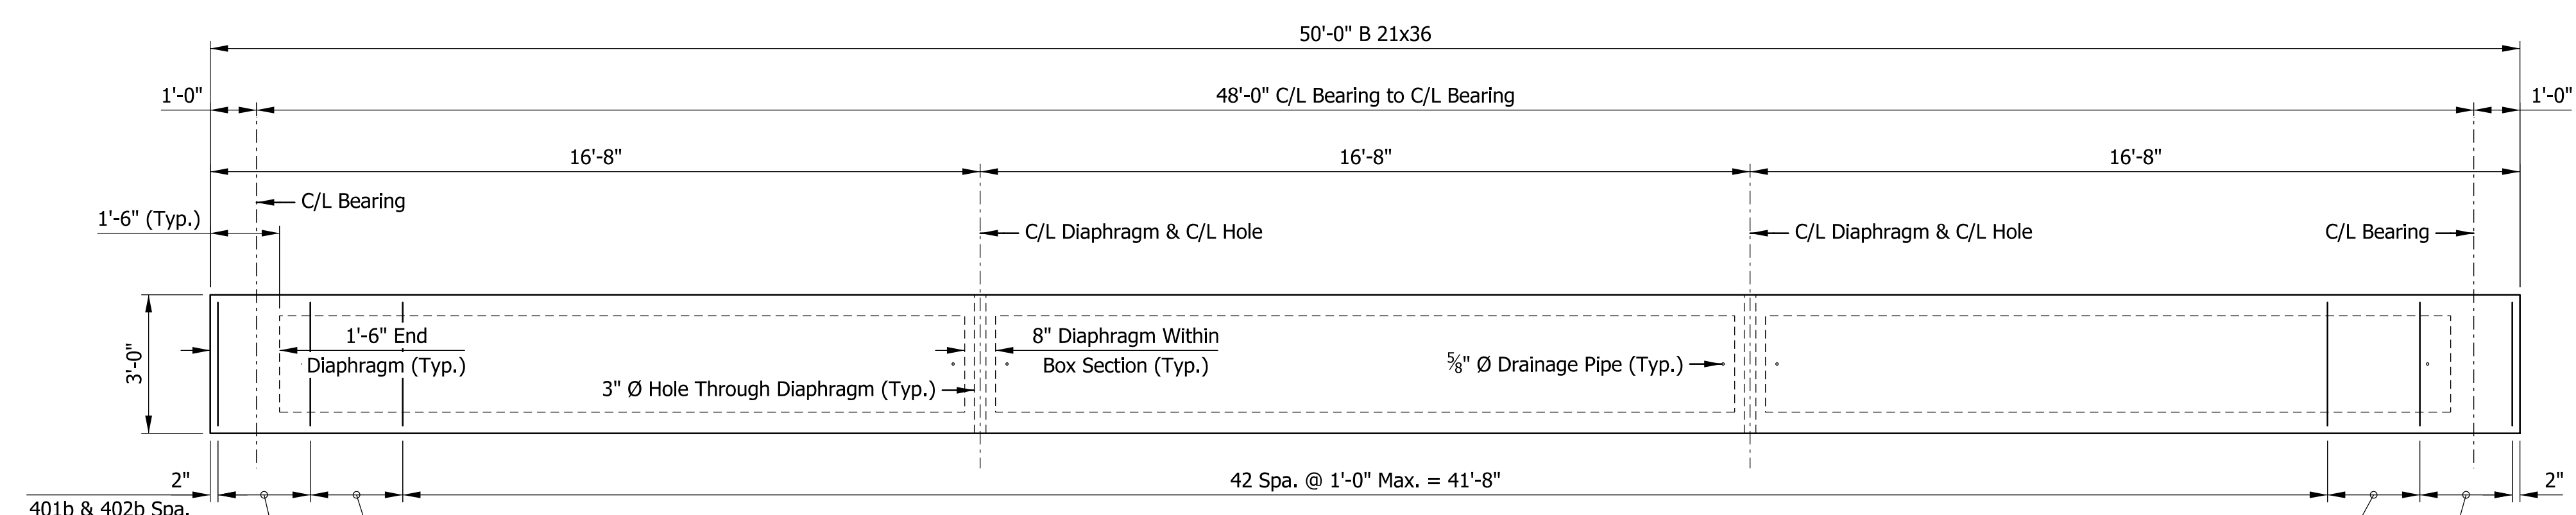 50'-0" B 21x36
1'-0"
48'-0" C/L Bearing to C/L Bearing
1'-0"
16'-8"
16'-8"
16'-8"
C/L Bearing
1'-6" (Typ.)
C/L Diaphragm & C/L Hole
C/L Diaphragm & C/L Hole
C/L Bearing
3'-0"
1'-6" End
Diaphragm (Typ.)
8" Diaphragm Within
Box Section (Typ.)
5/8" Ø Drainage Pipe (Typ.)
3" Ø Hole Through Diaphragm (Typ.)
2"
42 Spa. @ 1'-0" Max. = 41'-8"
2"
401b & 402b Spa.